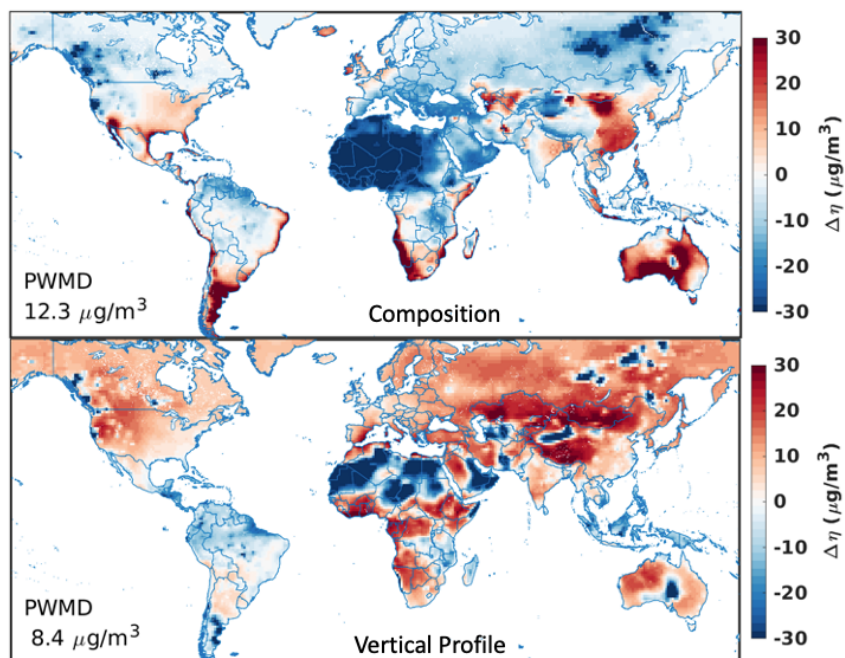 30
20
10
0
-10
-20
-30
Δη (μg/m³)
PWMD
12.3 μg/m³
Composition
30
20
10
0
-10
-20
-30
Δη (μg/m³)
PWMD
8.4 μg/m³
Vertical Profile